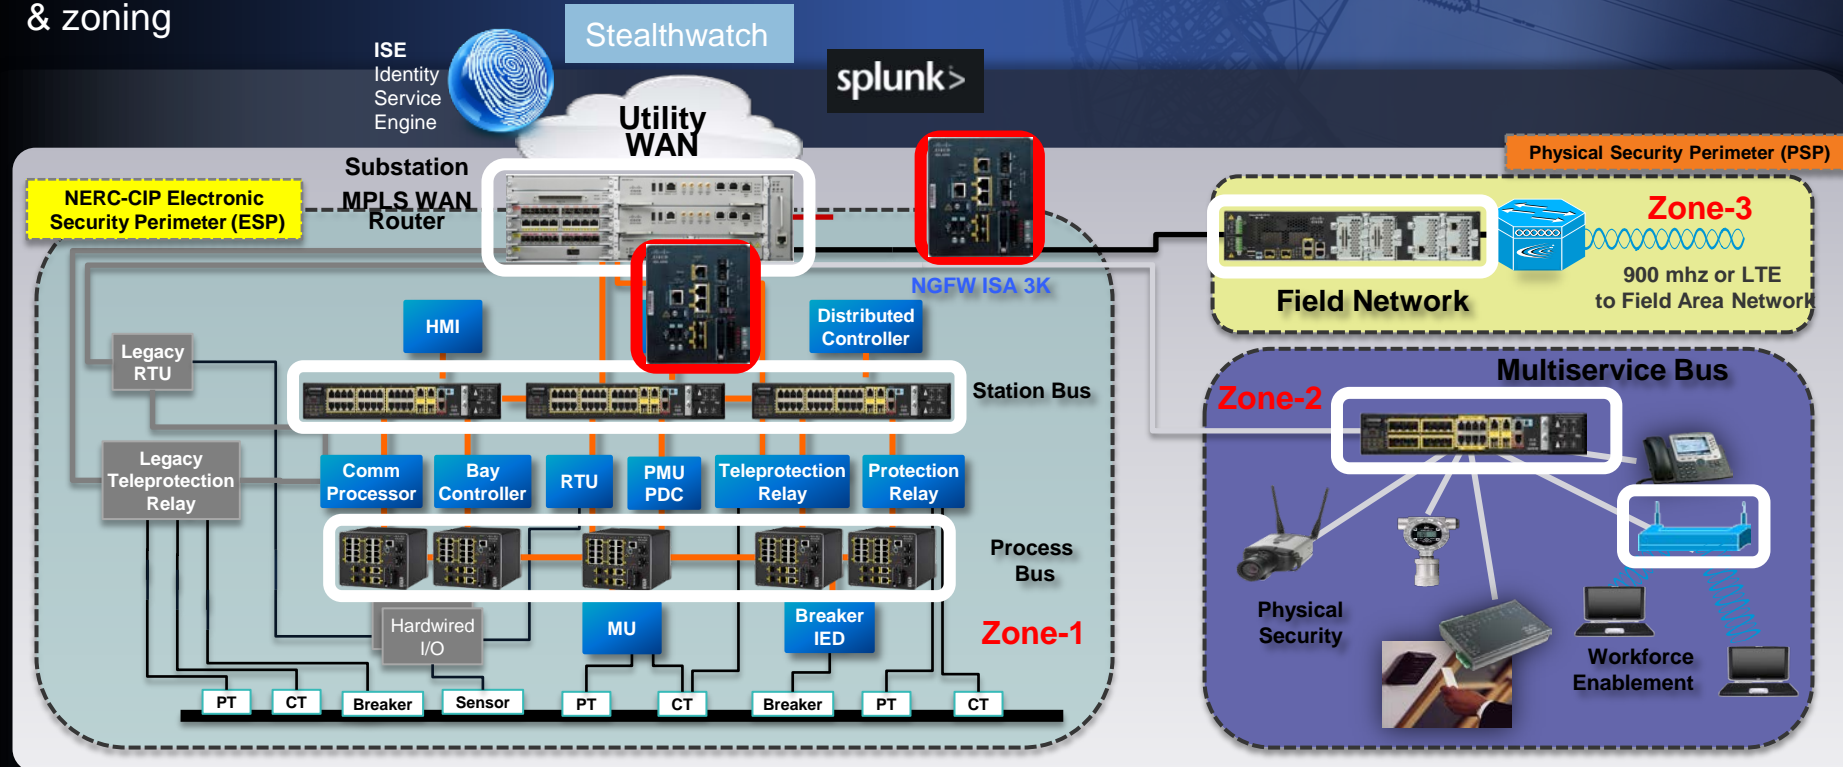 & zoning
ISE
Identity
Service
Engine
Stealthwatch
splunk>
Utility
WAN
Substation
MPLS WAN
Router
NERC-CIP Electronic
Security Perimeter (ESP)
Physical Security Perimeter (PSP)
NGFW ISA 3K
Zone-3
900 mhz or LTE
to Field Area Network
Field Network
HMI
Distributed
Controller
Legacy
RTU
Station Bus
Multiservice Bus
Zone-2
Legacy
Teleprotection
Relay
Comm
Processor
Bay
Controller
RTU
PMU
PDC
Teleprotection
Relay
Protection
Relay
Process
Bus
Hardwired
I/O
MU
Breaker
IED
Zone-1
Physical
Security
Workforce
Enablement
PT
CT
Breaker
Sensor
PT
CT
Breaker
PT
CT